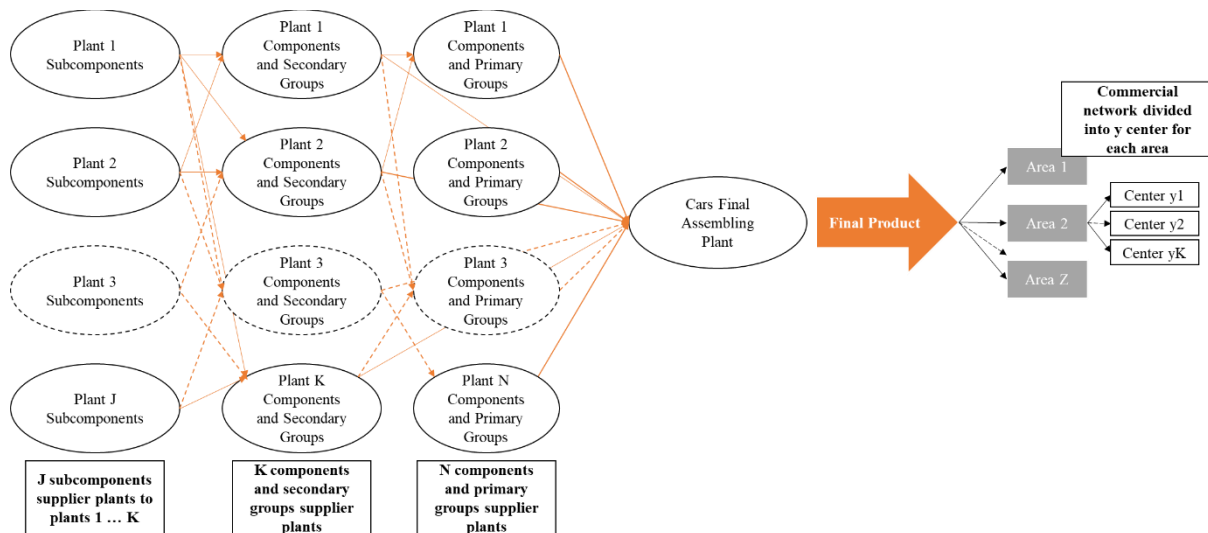 Plant 1
Subcomponents
Plant 2
Subcomponents
Plant 3
Subcomponents
Plant J
Subcomponents
J subcomponents
supplier plants to
plants 1 … K
Plant 1
Components
and Secondary
Groups
Plant 2
Components
and Secondary
Groups
Plant 3
Components
and Secondary
Groups
Plant K
Components
and Secondary
Groups
K components
and secondary
groups supplier
plants
Plant 1
Components
and Primary
Groups
Plant 2
Components
and Primary
Groups
Plant 3
Components
and Primary
Groups
Plant N
Components
and Primary
Groups
N components
and primary
groups supplier
plants
Cars Final
Assembling
Plant
Final Product
Commercial
network divided
into y center for
each area
Area 1
Area 2
Area Z
Center y1
Center y2
Center yK